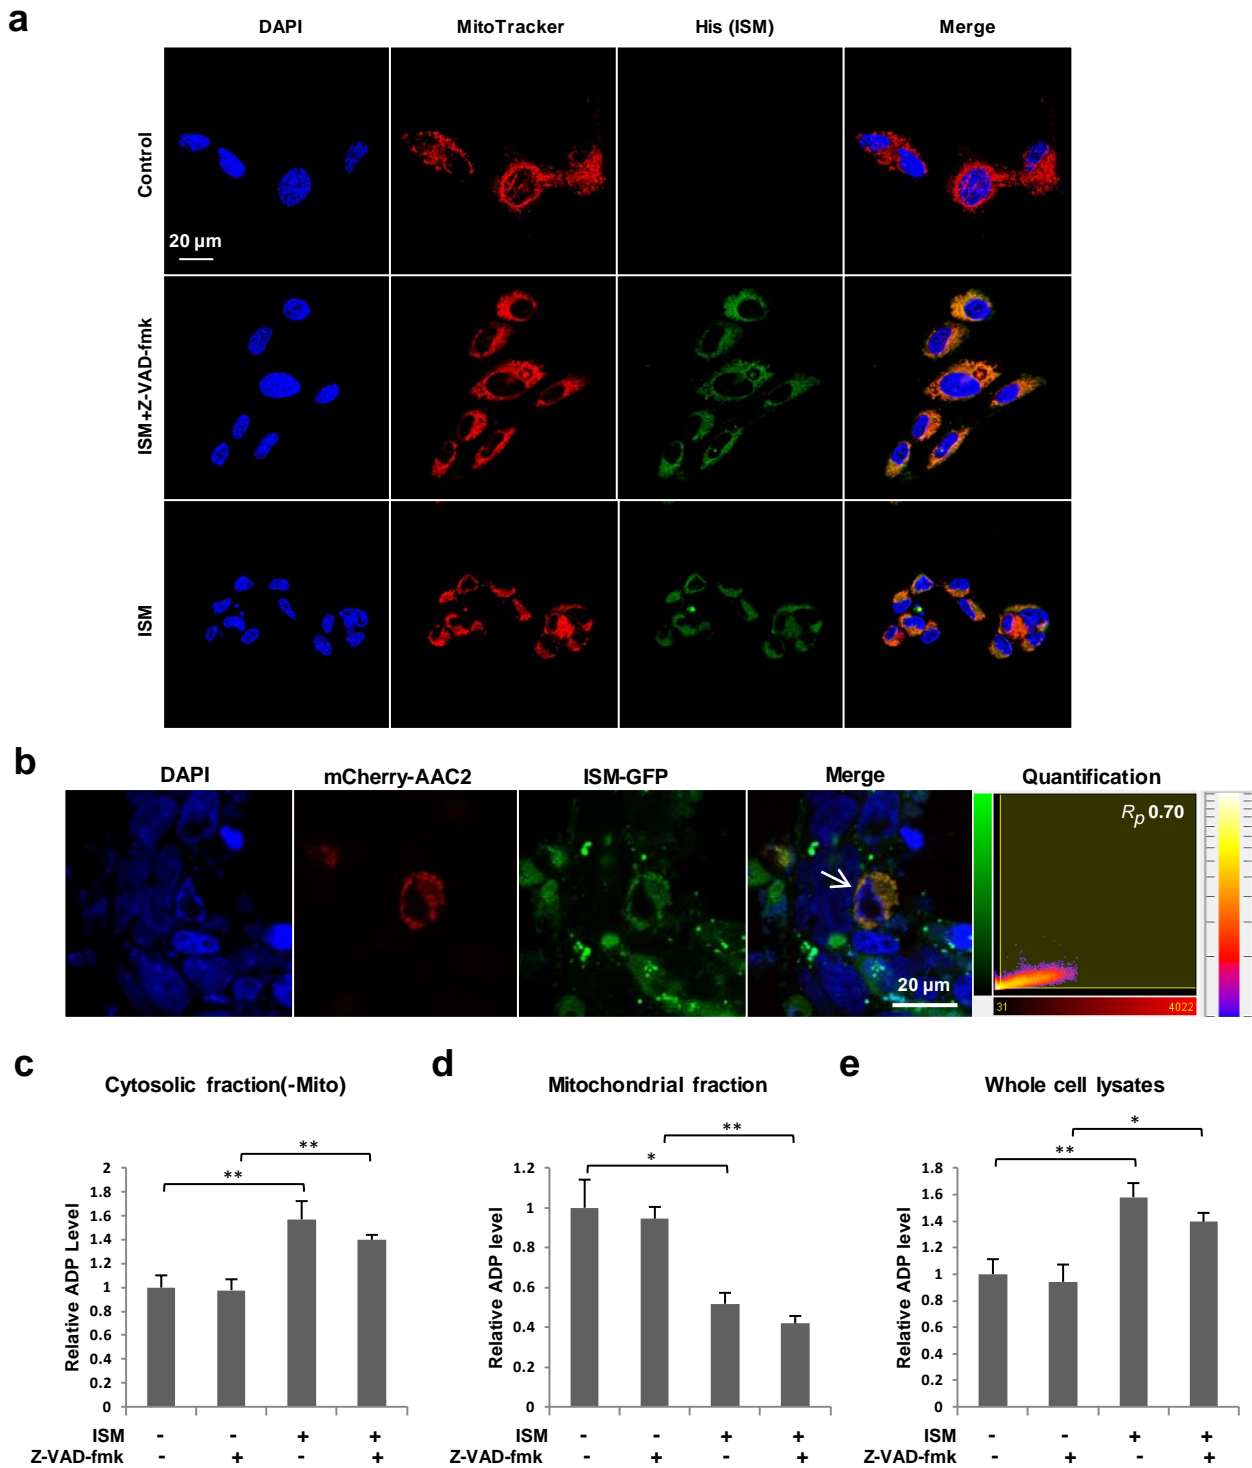 a
DAPI MitoTracker His (ISM) Merge
Control
20 μm
ISM+Z-VAD-fmk
ISM
b
DAPI mCherry-AAC2 ISM-GFP Merge Quantification
Rp 0.70
20 μm
31 4022
c
Cytosolic fraction(-Mito)
** **
Relative ADP Level
2
1.8
1.6
1.4
1.2
1
0.8
0.6
0.4
0.2
0
ISM - - + +
Z-VAD-fmk - + - +
d
Mitochondrial fraction
* **
Relative ADP level
1.2
1
0.8
0.6
0.4
0.2
0
ISM - - + +
Z-VAD-fmk - + - +
e
Whole cell lysates
** *
Relative ADP level
1.8
1.6
1.4
1.2
1
0.8
0.6
0.4
0.2
0
ISM - - + +
Z-VAD-fmk - + - +